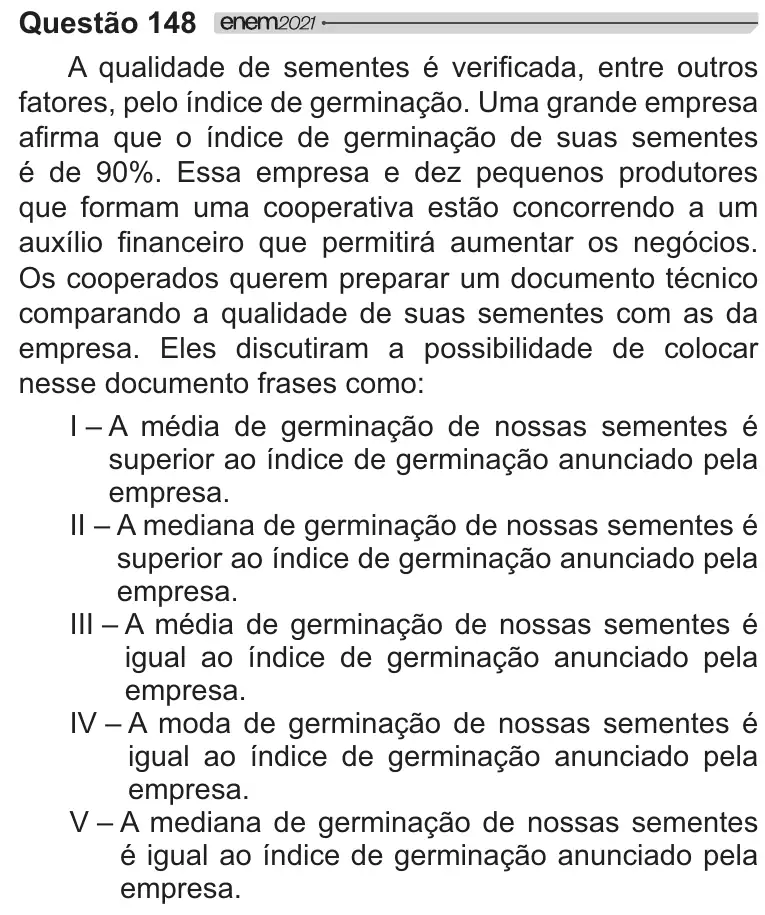 Questão 148 enem2021
A qualidade de sementes é verificada, entre outros
fatores, pelo índice de germinação. Uma grande empresa
afirma que o índice de germinação de suas sementes
é de 90%. Essa empresa e dez pequenos produtores
que formam uma cooperativa estão concorrendo a um
auxílio financeiro que permitirá aumentar os negócios.
Os cooperados querem preparar um documento técnico
comparando a qualidade de suas sementes com as da
empresa. Eles discutiram a possibilidade de colocar
nesse documento frases como:
I – A média de germinação de nossas sementes é
superior ao índice de germinação anunciado pela
empresa.
II – A mediana de germinação de nossas sementes é
superior ao índice de germinação anunciado pela
empresa.
III – A média de germinação de nossas sementes é
igual ao índice de germinação anunciado pela
empresa.
IV – A moda de germinação de nossas sementes é
igual ao índice de germinação anunciado pela
empresa.
V – A mediana de germinação de nossas sementes
é igual ao índice de germinação anunciado pela
empresa.